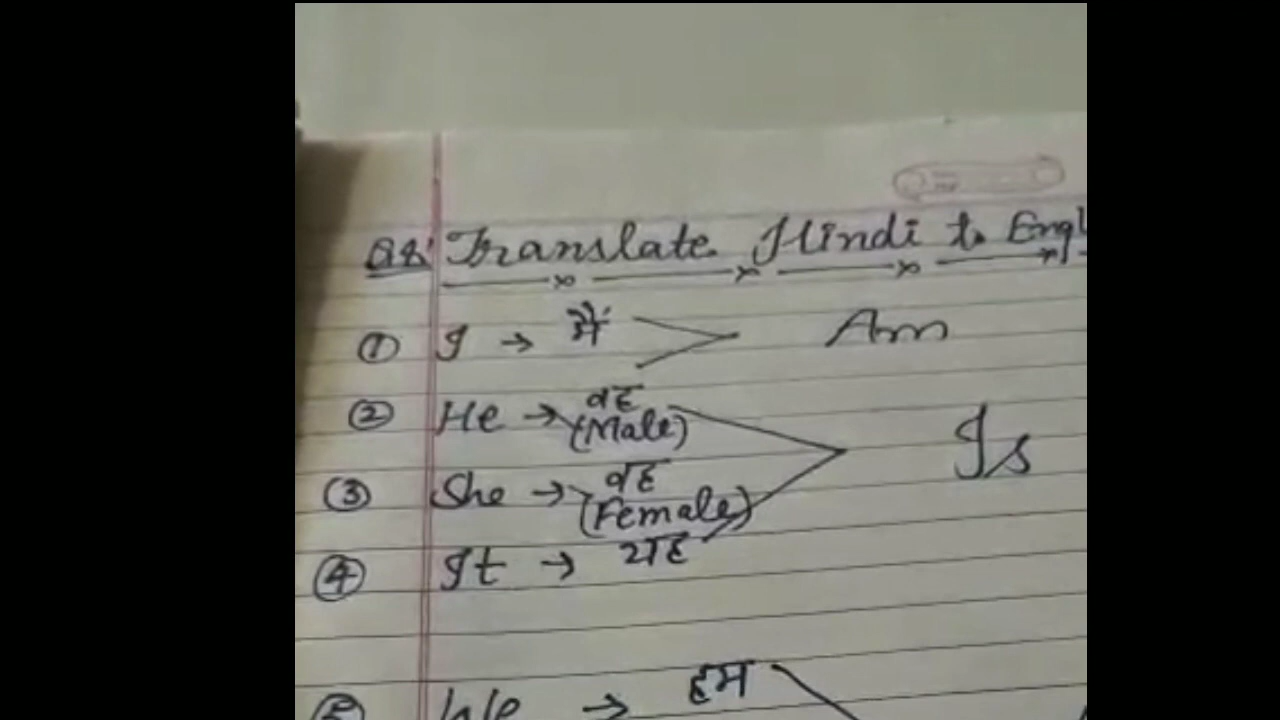 Translate Hindi to Engl
① I → मैं Am
② He → वह
(Male)
Is
③ She → वह
(Female)
④ It → यह
⑤ We → हम